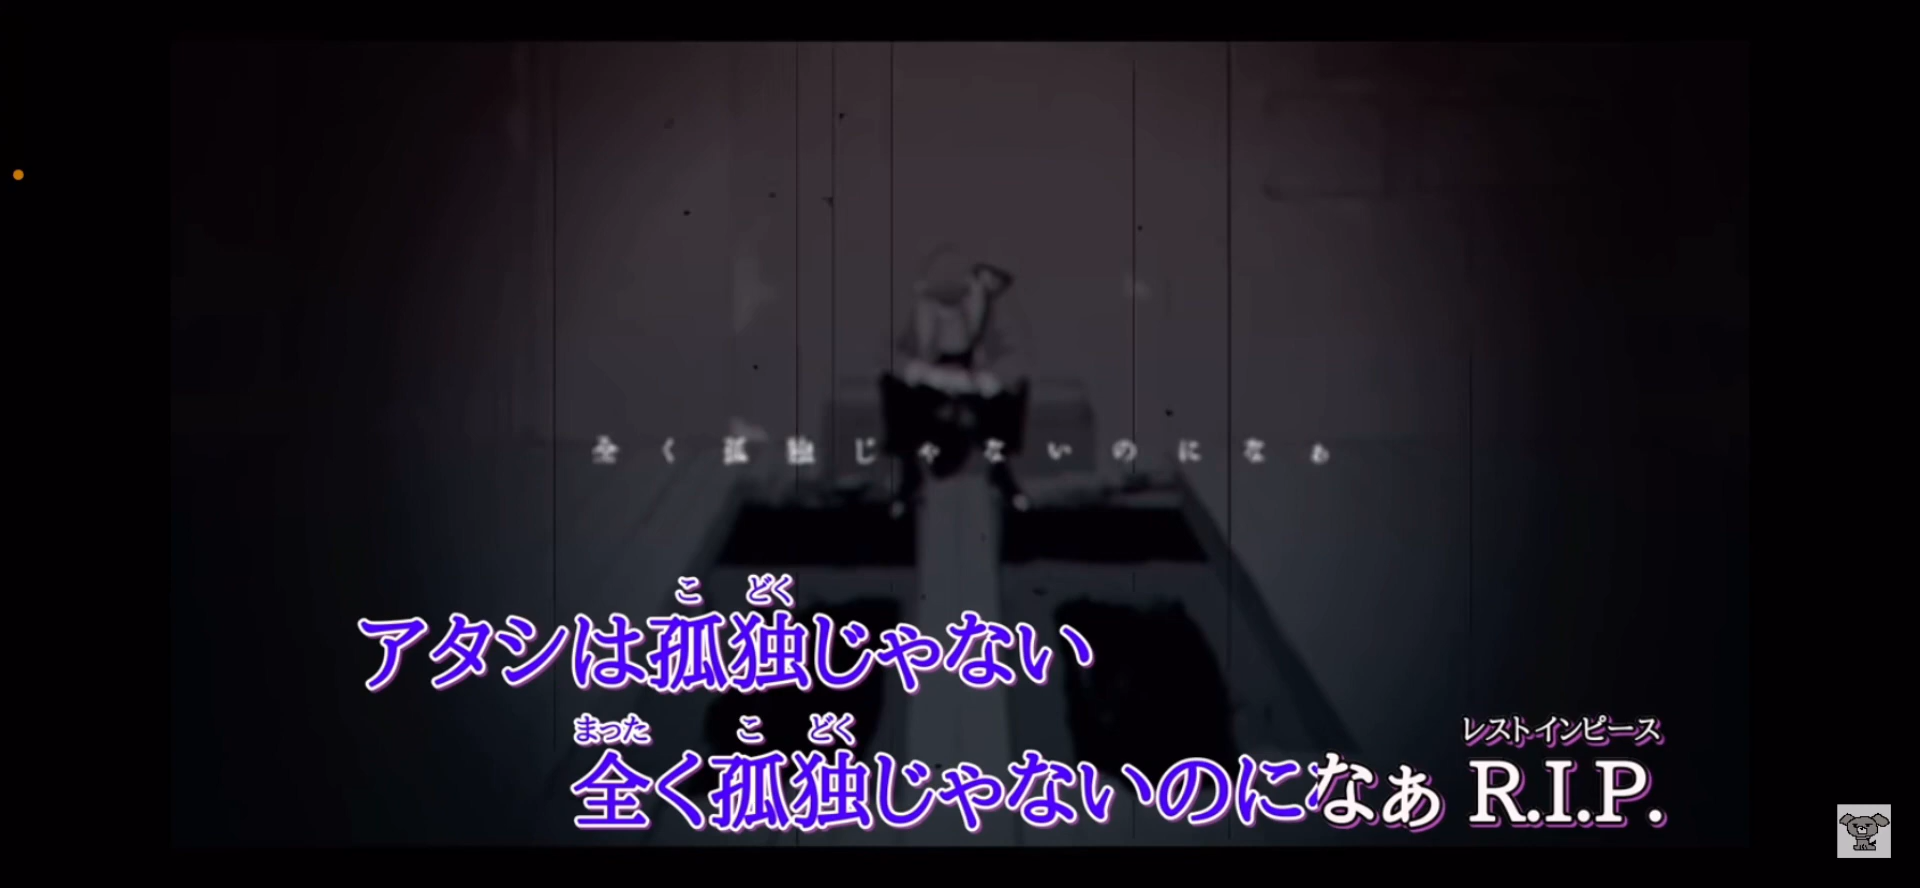 全く孤独じゃないのになぁ
こ どく
アタシは孤独じゃない
まった こ どく レストインピース
全く孤独じゃないのになぁ R.I.P.